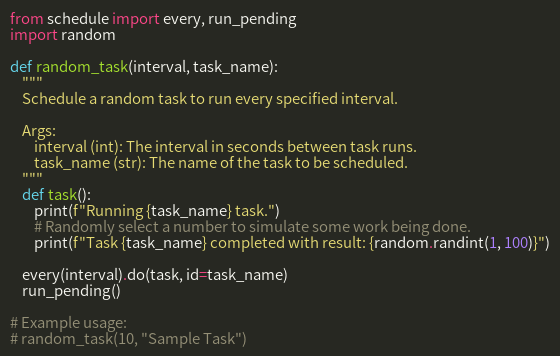 from schedule import every, run_pending
import random

def random_task(interval, task_name):
    """
    Schedule a random task to run every specified interval.

    Args:
        interval (int): The interval in seconds between task runs.
        task_name (str): The name of the task to be scheduled.
    """
    def task():
        print(f"Running {task_name} task.")
        # Randomly select a number to simulate some work being done.
        print(f"Task {task_name} completed with result: {random.randint(1, 100)}")

    every(interval).do(task, id=task_name)
    run_pending()

# Example usage:
# random_task(10, "Sample Task")